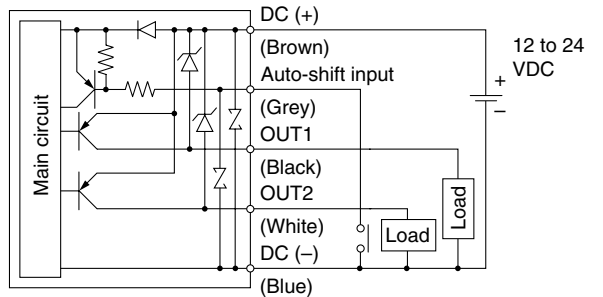 DC (+)
(Brown)
12 to 24
VDC
Auto-shift input
+
–
(Grey)
OUT1
Main circuit
(Black)
OUT2
Load
(White)
Load
DC (–)
(Blue)